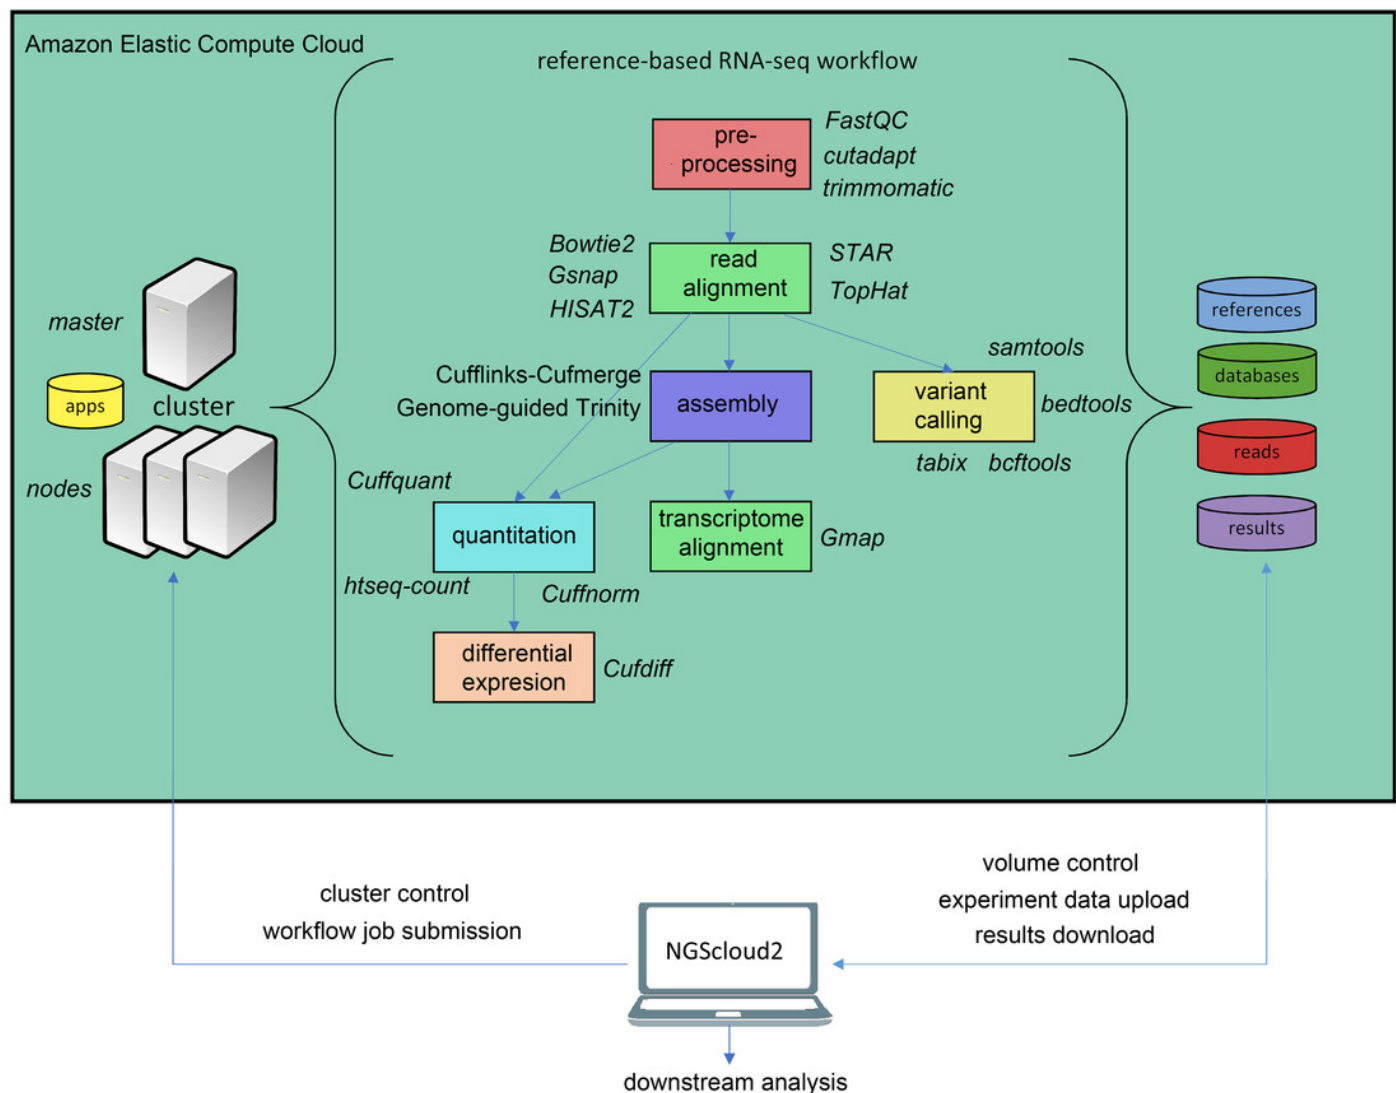 Amazon Elastic Compute Cloud
reference-based RNA-seq workflow
pre-
processing
FastQC
cutadapt
trimmomatic
Bowtie2
Gsnap
HISAT2
read
alignment
STAR
TopHat
master
apps
cluster
nodes
Cufflinks-Cufmerge
Genome-guided Trinity
assembly
samtools
variant
calling
bedtools
tabix bcftools
Cuffquant
quantitation
htseq-count
Cuffnorm
transcriptome
alignment
Gmap
differential
expresion
Cufdiff
references
databases
reads
results
cluster control
workflow job submission
NGScloud2
volume control
experiment data upload
results download
downstream analysis